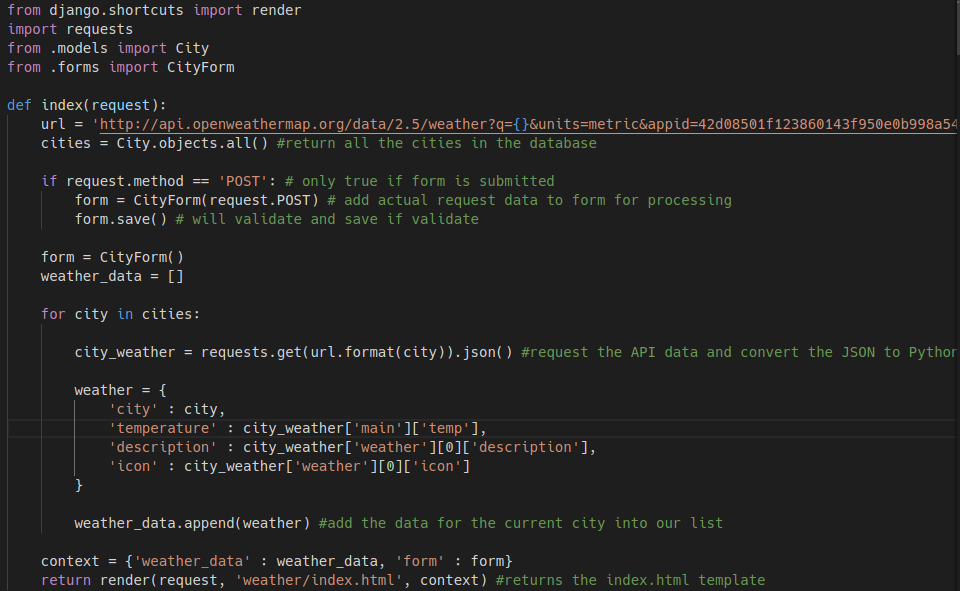 from django.shortcuts import render
import requests
from .models import City
from .forms import CityForm
def index(request):
url = 'http://api.openweathermap.org/data/2.5/weather?q={}&units=metric&appid=42d08501f123860143f950e0b998a54
cities = City.objects.all() #return all the cities in the database
if request.method == 'POST': # only true if form is submitted
form = CityForm(request.POST) # add actual request data to form for processing
form.save() # will validate and save if validate
form = CityForm()
weather_data = []
for city in cities:
city_weather = requests.get(url.format(city)).json() #request the API data and convert the JSON to Python
weather = {
'city' : city,
'temperature' : city_weather['main']['temp'],
'description' : city_weather['weather'][0]['description'],
'icon' : city_weather['weather'][0]['icon']
}
weather_data.append(weather) #add the data for the current city into our list
context = {'weather_data' : weather_data, 'form' : form}
return render(request, 'weather/index.html', context) #returns the index.html template